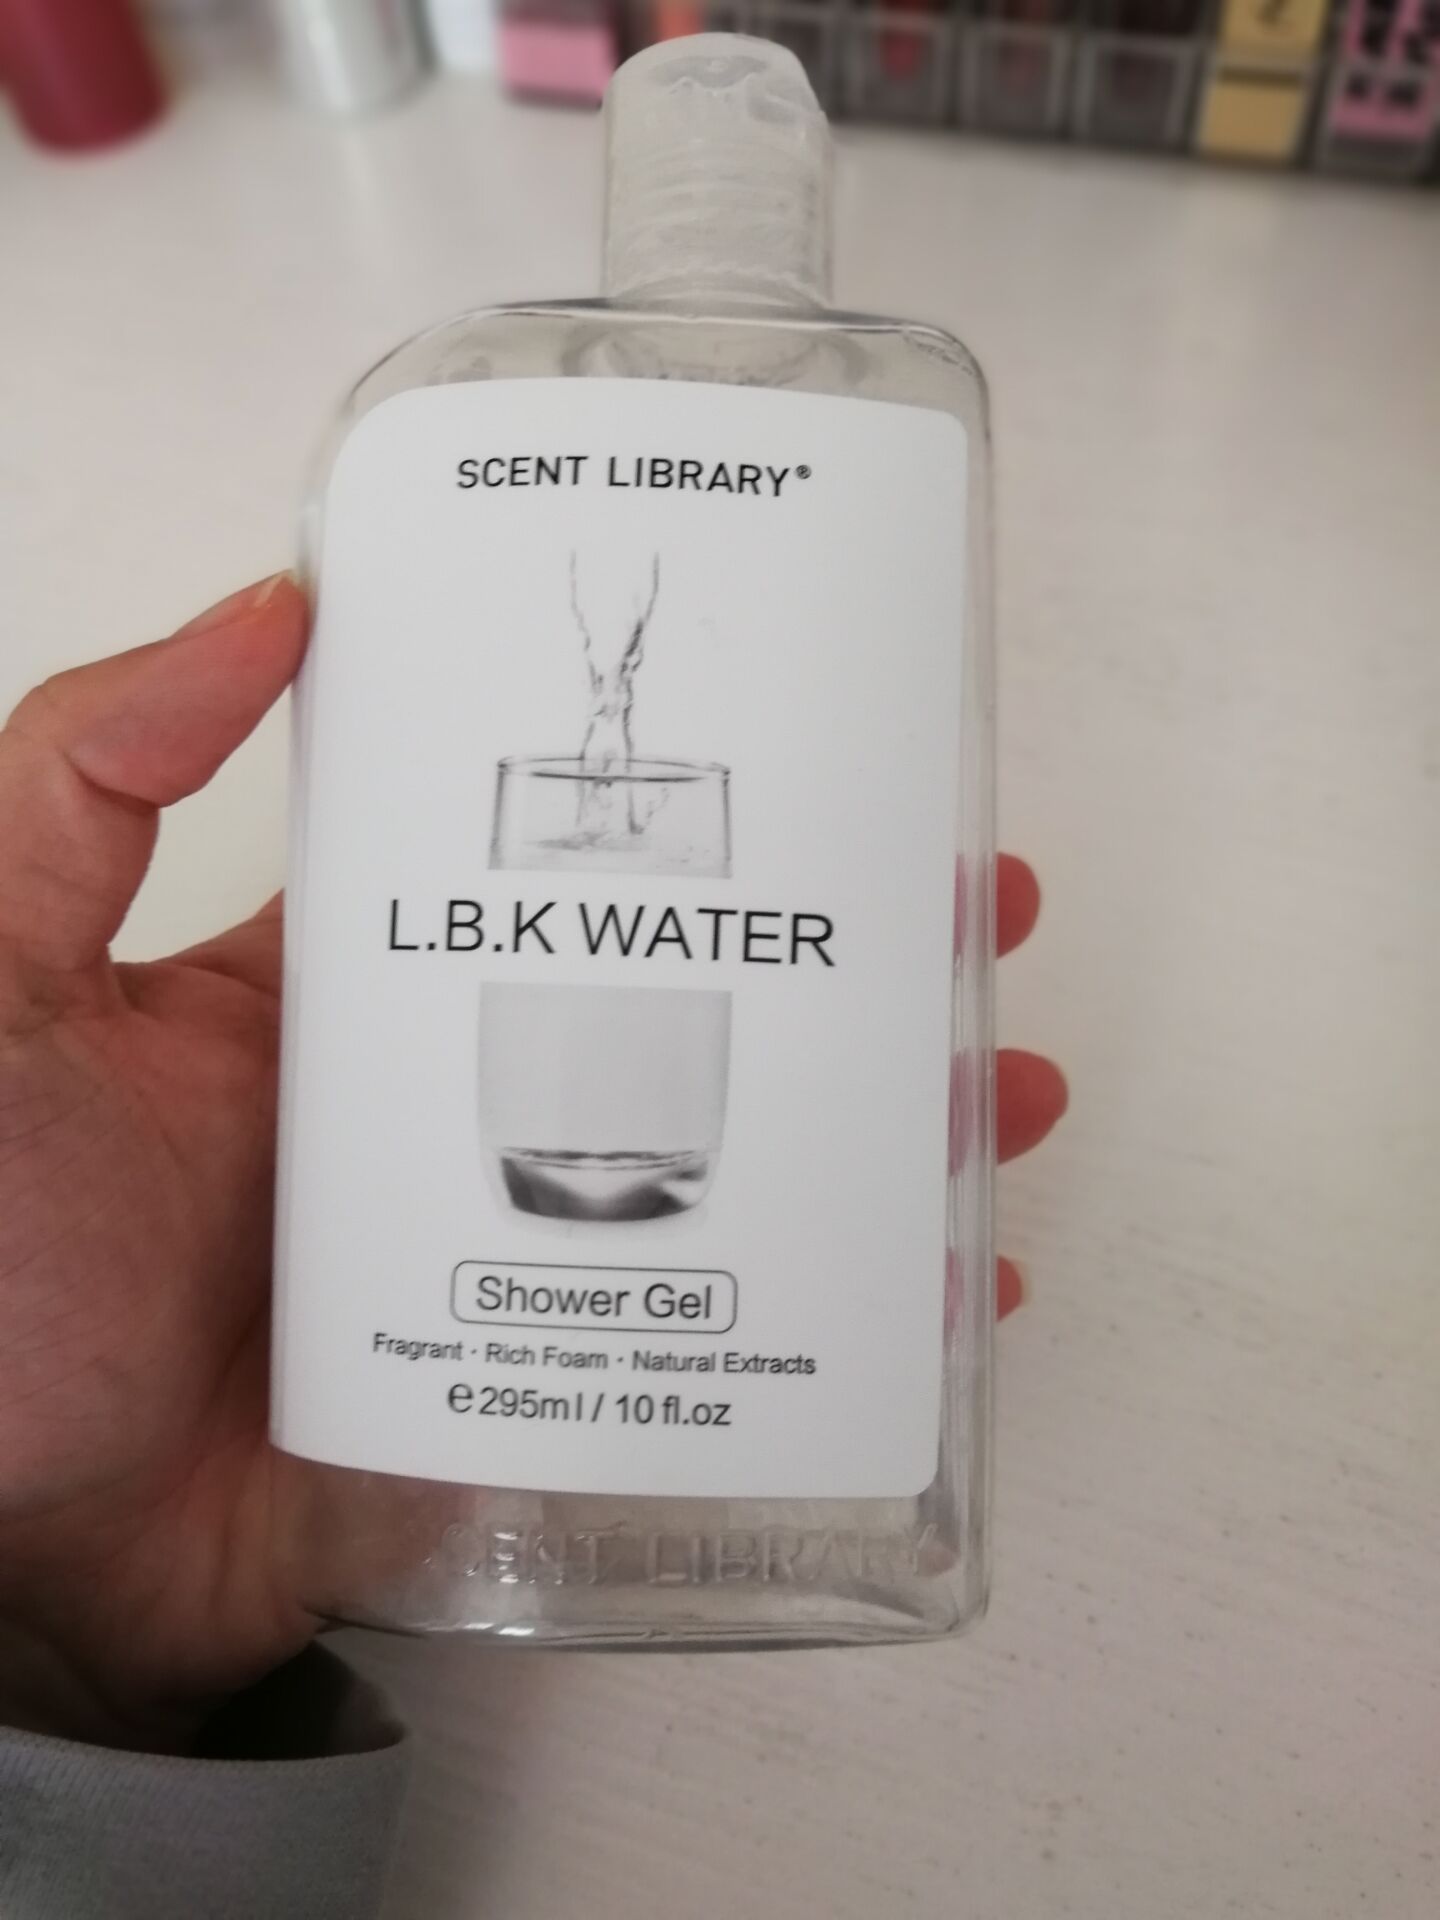 SCENT LIBRARY®
L.B.K WATER
Shower Gel
Fragrant · Rich Foam · Natural Extracts
℮295ml / 10 fl.oz
SCENT LIBRARY